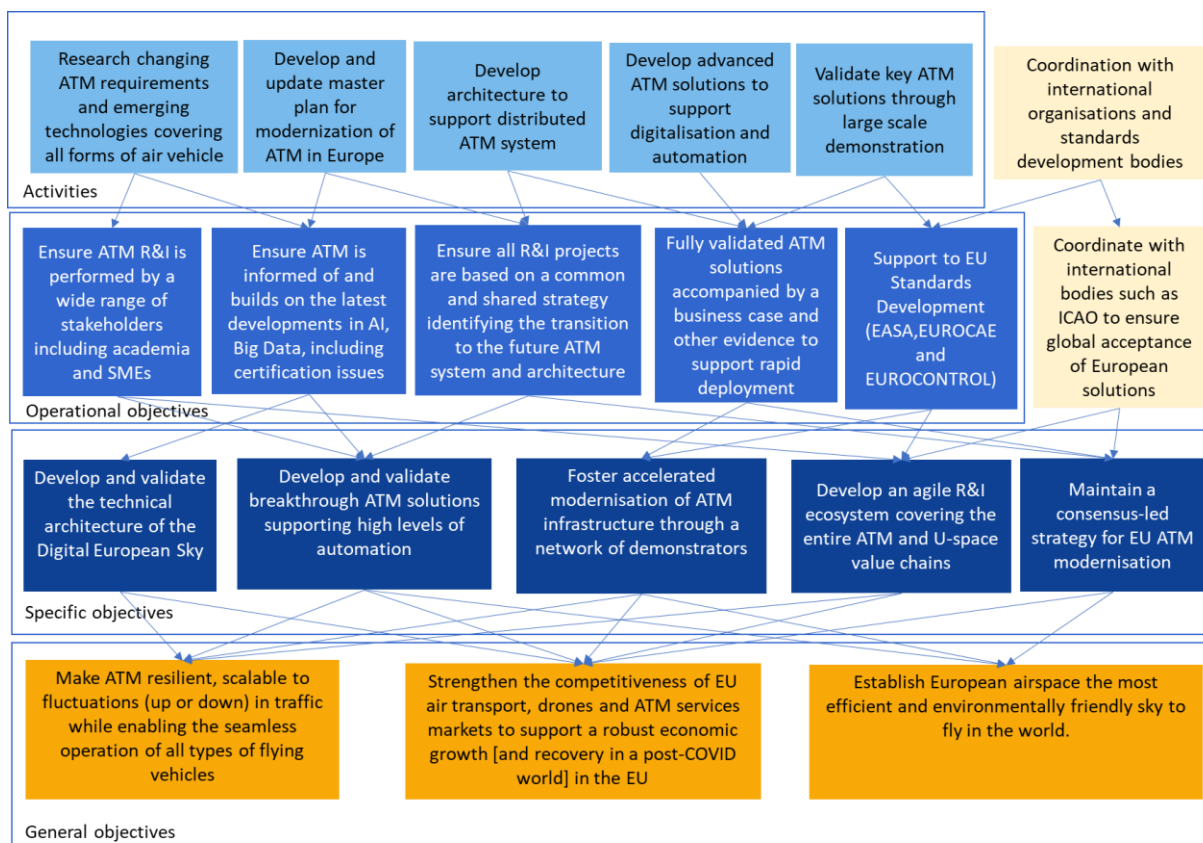 Research changing
ATM requirements
and emerging
technologies covering
all forms of air vehicle
Develop and
update master
plan for
modernization of
ATM in Europe
Develop
architecture to
support distributed
ATM system
Develop advanced
ATM solutions to
support
digitalisation and
automation
Validate key ATM
solutions through
large scale
demonstration
Coordination with
international
organisations and
standards
development bodies
Activities
Ensure ATM R&I is
performed by a
wide range of
stakeholders
including academia
and SMEs
Ensure ATM is
informed of and
builds on the latest
developments in AI,
Big Data, including
certification issues
Ensure all R&I projects
are based on a common
and shared strategy
identifying the transition
to the future ATM
system and architecture
Fully validated ATM
solutions
accompanied by a
business case and
other evidence to
support rapid
deployment
Support to EU
Standards
Development
(EASA,EUROCAE
and
EUROCONTROL)
Coordinate with
international
bodies such as
ICAO to ensure
global acceptance
of European
solutions
Operational objectives
Develop and validate
the technical
architecture of the
Digital European Sky
Develop and validate
breakthrough ATM solutions
supporting high levels of
automation
Foster accelerated
modernisation of ATM
infrastructure through a
network of demonstrators
Develop an agile R&I
ecosystem covering the
entire ATM and U-space
value chains
Maintain a
consensus-led
strategy for EU ATM
modernisation
Specific objectives
Make ATM resilient, scalable to
fluctuations (up or down) in traffic
while enabling the seamless
operation of all types of flying
vehicles
Strengthen the competitiveness of EU
air transport, drones and ATM services
markets to support a robust economic
growth [and recovery in a post-COVID
world] in the EU
Establish European airspace the most
efficient and environmentally friendly sky to
fly in the world.
General objectives